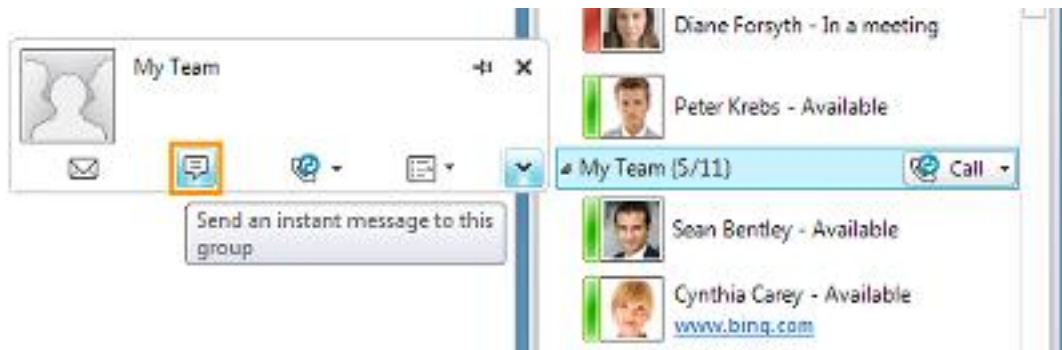 My Team
Send an instant message to this
group
Diane Forsyth - In a meeting
Peter Krebs - Available
My Team (5/11)
Call
Sean Bentley - Available
Cynthia Carey - Available
www.bing.com